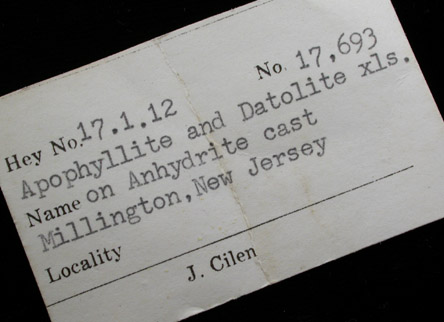 Hey No. 17.1.12 No. 17,693
Apophyllite and Datolite xls.
Name on Anhydrite cast
Millington, New Jersey
Locality
J. Cilen